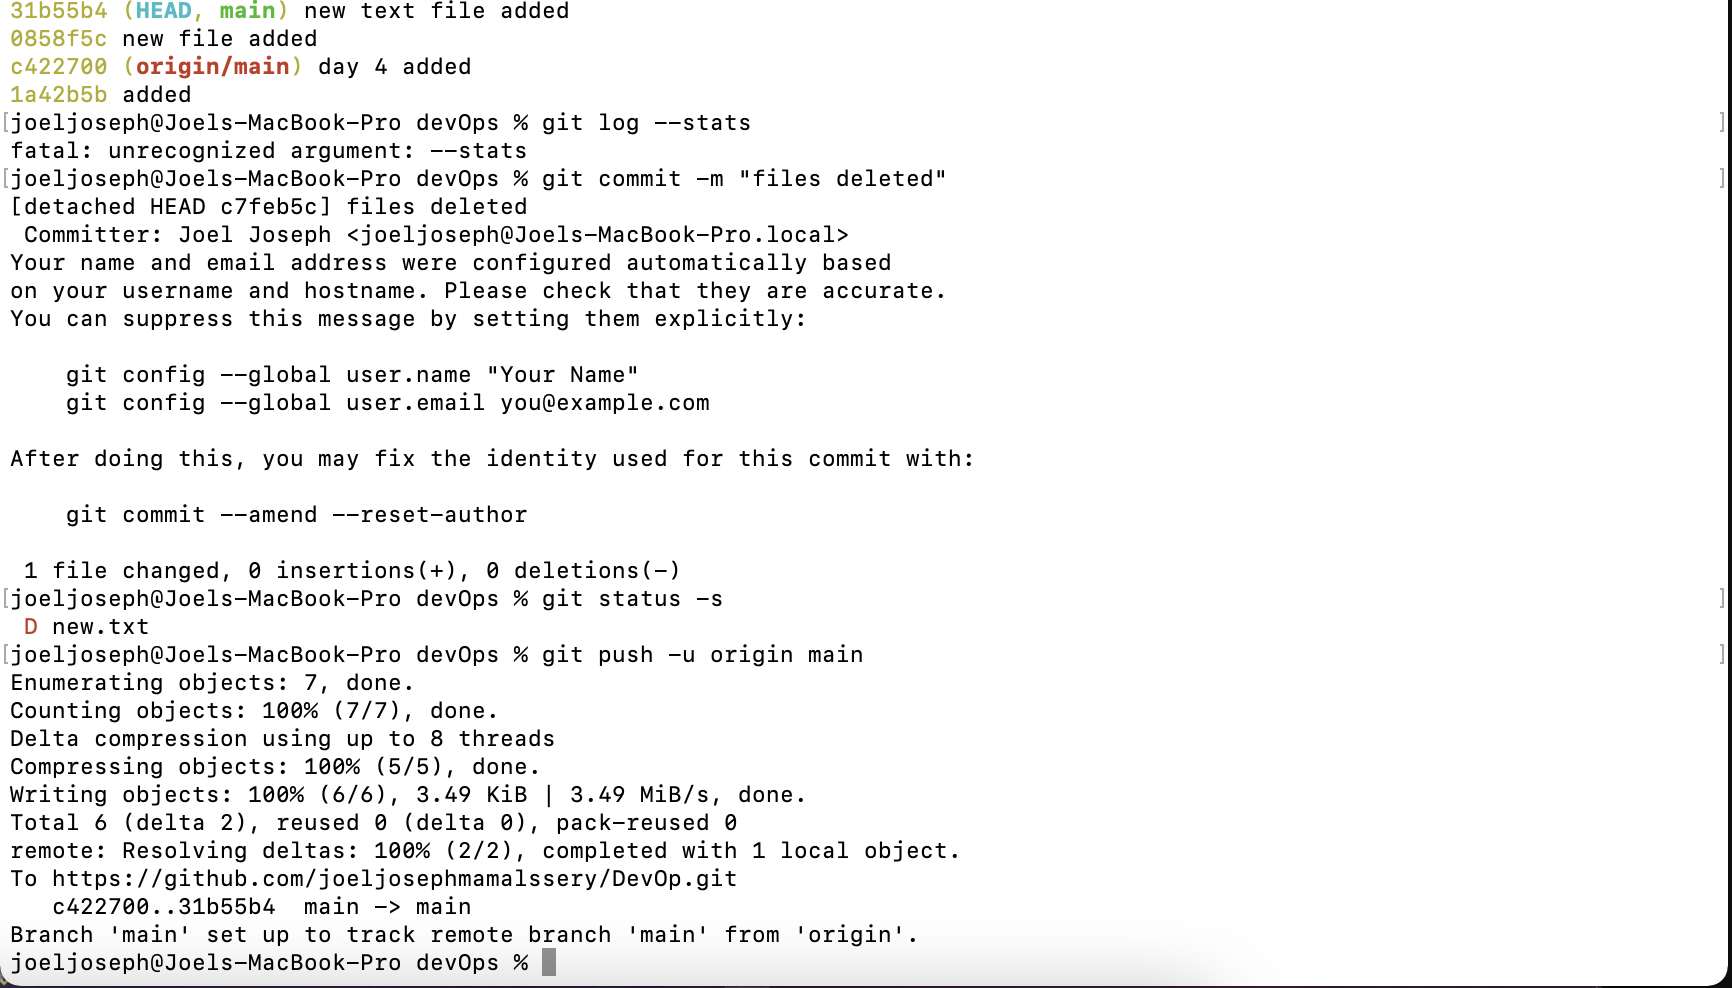 31b55b4 (HEAD, main) new text file added
0858f5c new file added
c422700 (origin/main) day 4 added
1a42b5b added
[joeljoseph@Joels-MacBook-Pro devOps % git log --stats ]
fatal: unrecognized argument: --stats
[joeljoseph@Joels-MacBook-Pro devOps % git commit -m "files deleted" ]
[detached HEAD c7feb5c] files deleted
 Committer: Joel Joseph <joeljoseph@Joels-MacBook-Pro.local>
Your name and email address were configured automatically based
on your username and hostname. Please check that they are accurate.
You can suppress this message by setting them explicitly:
    git config --global user.name "Your Name"
    git config --global user.email you@example.com
After doing this, you may fix the identity used for this commit with:
    git commit --amend --reset-author
 1 file changed, 0 insertions(+), 0 deletions(-)
[joeljoseph@Joels-MacBook-Pro devOps % git status -s ]
 D new.txt
[joeljoseph@Joels-MacBook-Pro devOps % git push -u origin main ]
Enumerating objects: 7, done.
Counting objects: 100% (7/7), done.
Delta compression using up to 8 threads
Compressing objects: 100% (5/5), done.
Writing objects: 100% (6/6), 3.49 KiB | 3.49 MiB/s, done.
Total 6 (delta 2), reused 0 (delta 0), pack-reused 0
remote: Resolving deltas: 100% (2/2), completed with 1 local object.
To https://github.com/joeljosephmamalssery/DevOp.git
   c422700..31b55b4  main -> main
Branch 'main' set up to track remote branch 'main' from 'origin'.
joeljoseph@Joels-MacBook-Pro devOps %